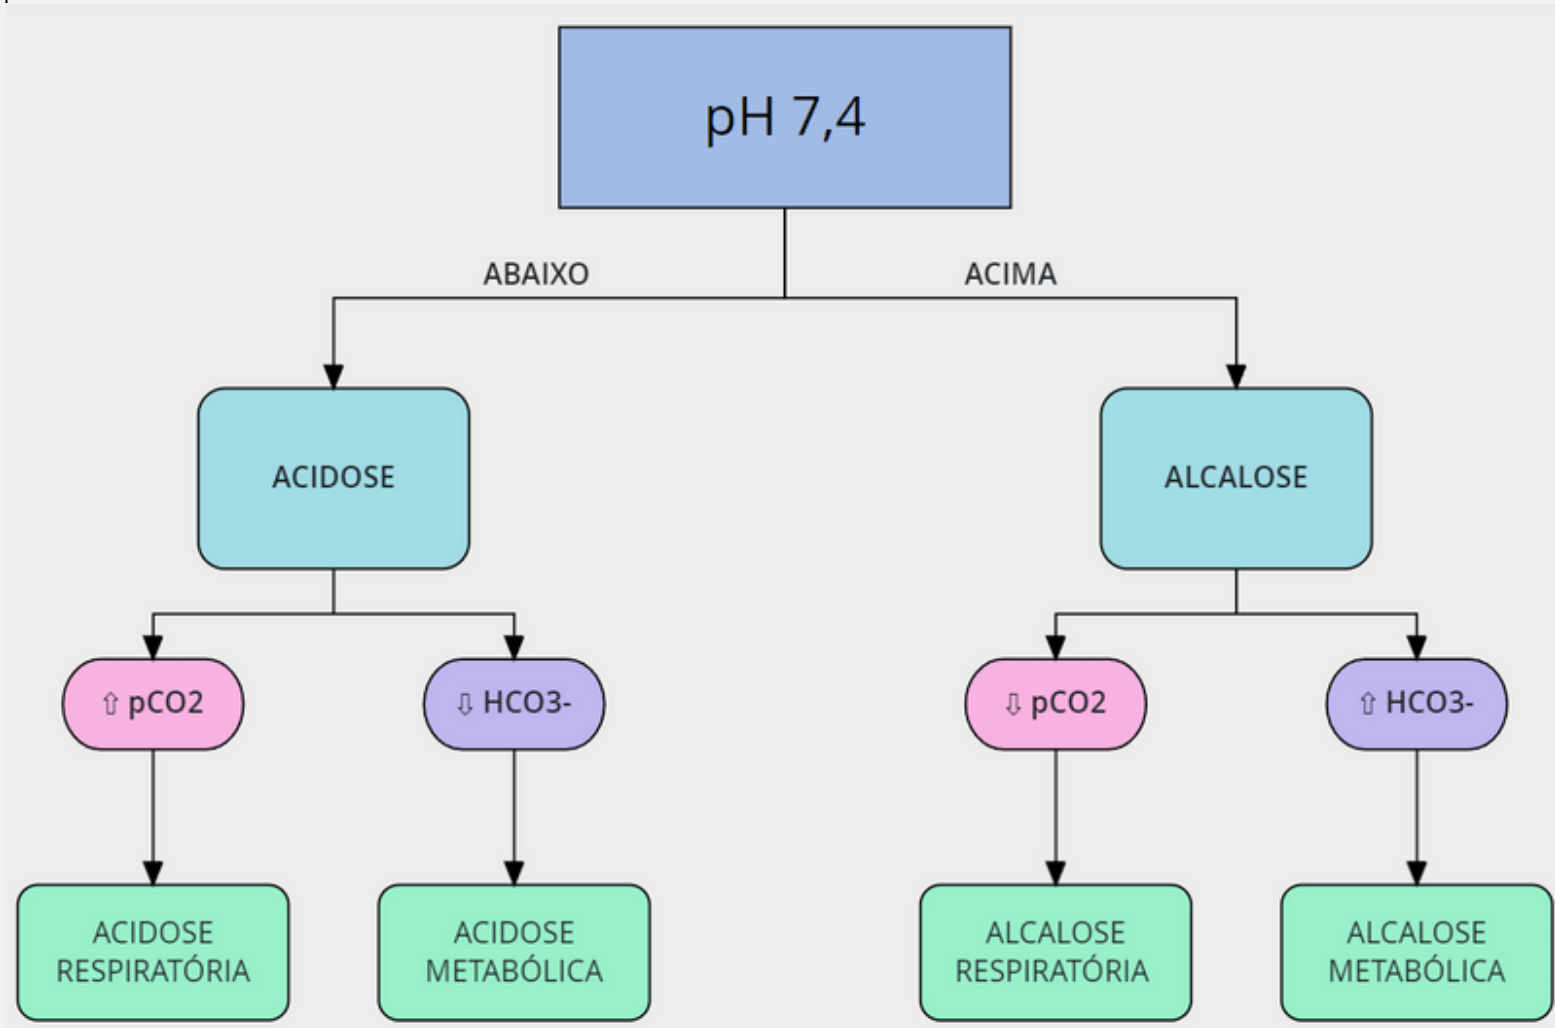 pH 7,4
ABAIXO
ACIMA
ACIDOSE
ALCALOSE
⇧ pCO2
⇩ HCO3-
⇩ pCO2
⇧ HCO3-
ACIDOSE
RESPIRATÓRIA
ACIDOSE
METABÓLICA
ALCALOSE
RESPIRATÓRIA
ALCALOSE
METABÓLICA